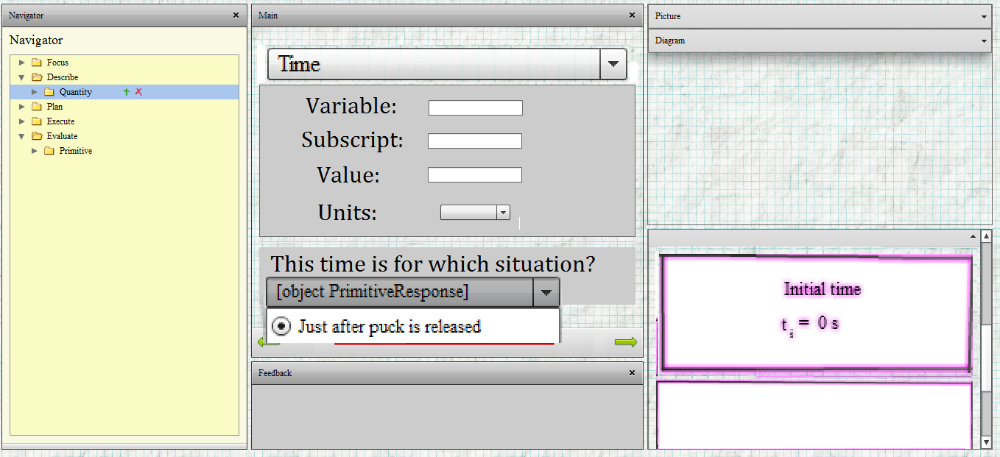 Navigator
Navigator
Focus
Describe
Quantity
Plan
Execute
Evaluate
Primitive
Main
Time
Variable:
Subscript:
Value:
Units:
This time is for which situation?
[object PrimitiveResponse]
Just after puck is released
Feedback
Picture
Diagram
Initial time
t = 0 s